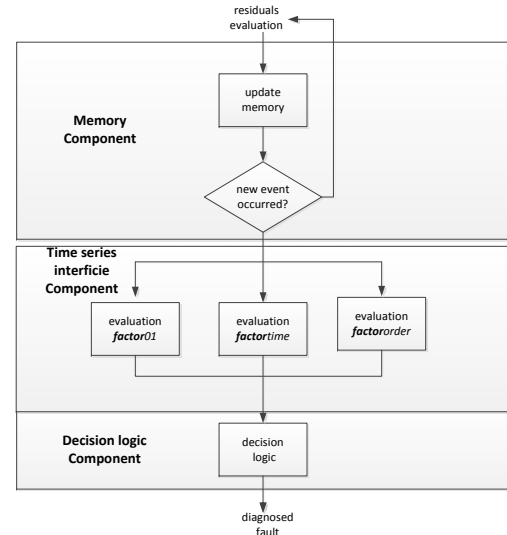 residuals
evaluation
update
memory
Memory
Component
new event
occurred?
Time series
interficie
Component
evaluation
factor01
evaluation
factortime
evaluation
factororder
Decision logic
Component
decision
logic
diagnosed
fault